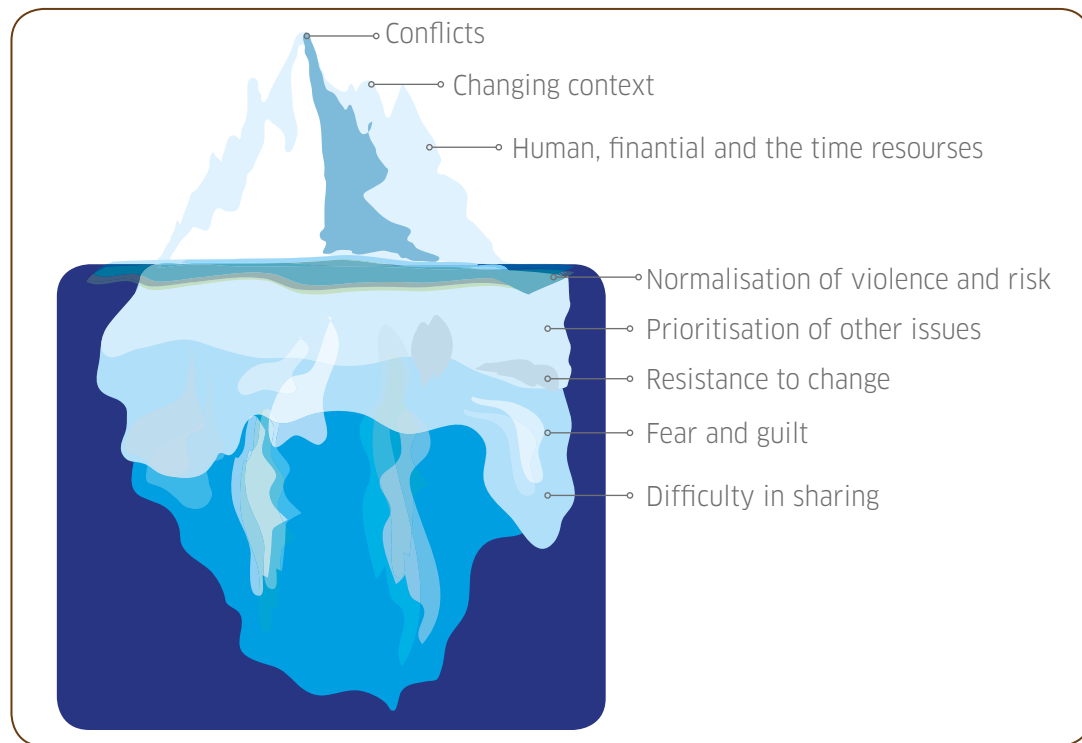 Conflicts
Changing context
Human, finantial and the time resourses
Normalisation of violence and risk
Prioritisation of other issues
Resistance to change
Fear and guilt
Difficulty in sharing